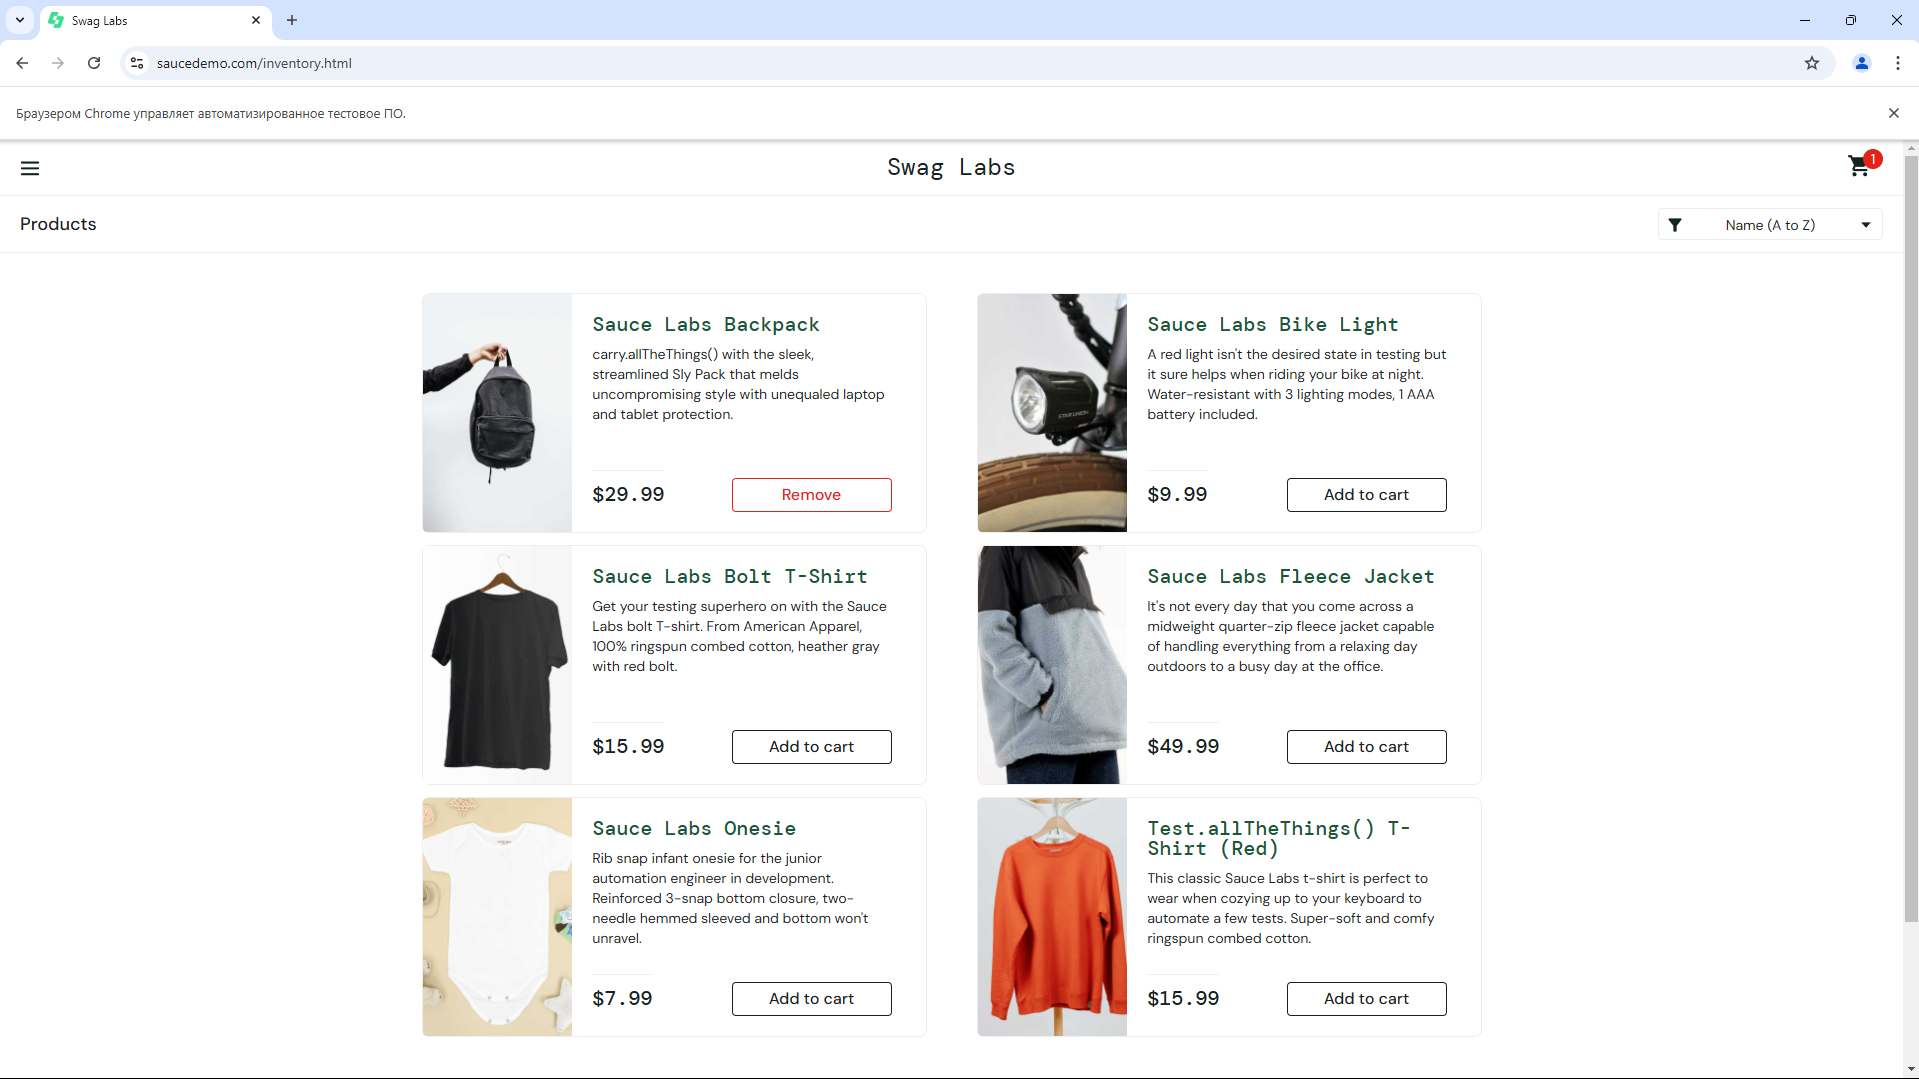 Swag Labs
saucedemo.com/inventory.html
Браузером Chrome управляет автоматизированное тестовое ПО.
Swag Labs
1
Products
Name (A to Z)
Sauce Labs Backpack
carry.allTheThings() with the sleek,
streamlined Sly Pack that melds
uncompromising style with unequaled laptop
and tablet protection.
$29.99
Remove
Sauce Labs Bike Light
A red light isn't the desired state in testing but
it sure helps when riding your bike at night.
Water-resistant with 3 lighting modes, 1 AAA
battery included.
$9.99
Add to cart
STAR UNION
Sauce Labs Bolt T-Shirt
Get your testing superhero on with the Sauce
Labs bolt T-shirt. From American Apparel,
100% ringspun combed cotton, heather gray
with red bolt.
$15.99
Add to cart
Sauce Labs Fleece Jacket
It's not every day that you come across a
midweight quarter-zip fleece jacket capable
of handling everything from a relaxing day
outdoors to a busy day at the office.
$49.99
Add to cart
Sauce Labs Onesie
Rib snap infant onesie for the junior
automation engineer in development.
Reinforced 3-snap bottom closure, two-
needle hemmed sleeved and bottom won't
unravel.
$7.99
Add to cart
Test.allTheThings() T-
Shirt (Red)
This classic Sauce Labs t-shirt is perfect to
wear when cozying up to your keyboard to
automate a few tests. Super-soft and comfy
ringspun combed cotton.
$15.99
Add to cart